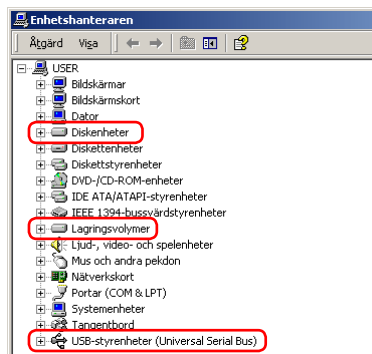 Enhetshanteraren
Åtgärd Visa
USER
Bildskärmar
Bildskärmskort
Dator
Diskenheter
Diskettenheter
Diskettstyrenheter
DVD-/CD-ROM-enheter
IDE ATA/ATAPI-styrenheter
IEEE 1394-bussvärdstyrenheter
Lagringsvolymer
Ljud-, video- och spelenheter
Mus och andra pekdon
Nätverkskort
Portar (COM & LPT)
Systemenheter
Tangentbord
USB-styrenheter (Universal Serial Bus)